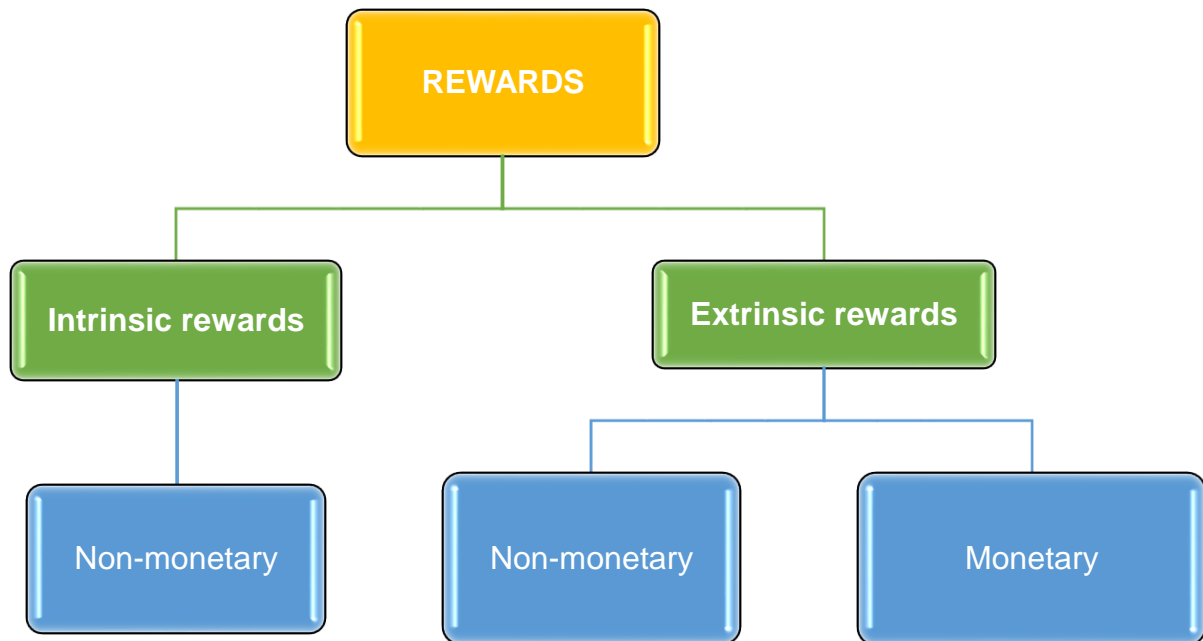 REWARDS
Intrinsic rewards
Extrinsic rewards
Non-monetary
Non-monetary
Monetary